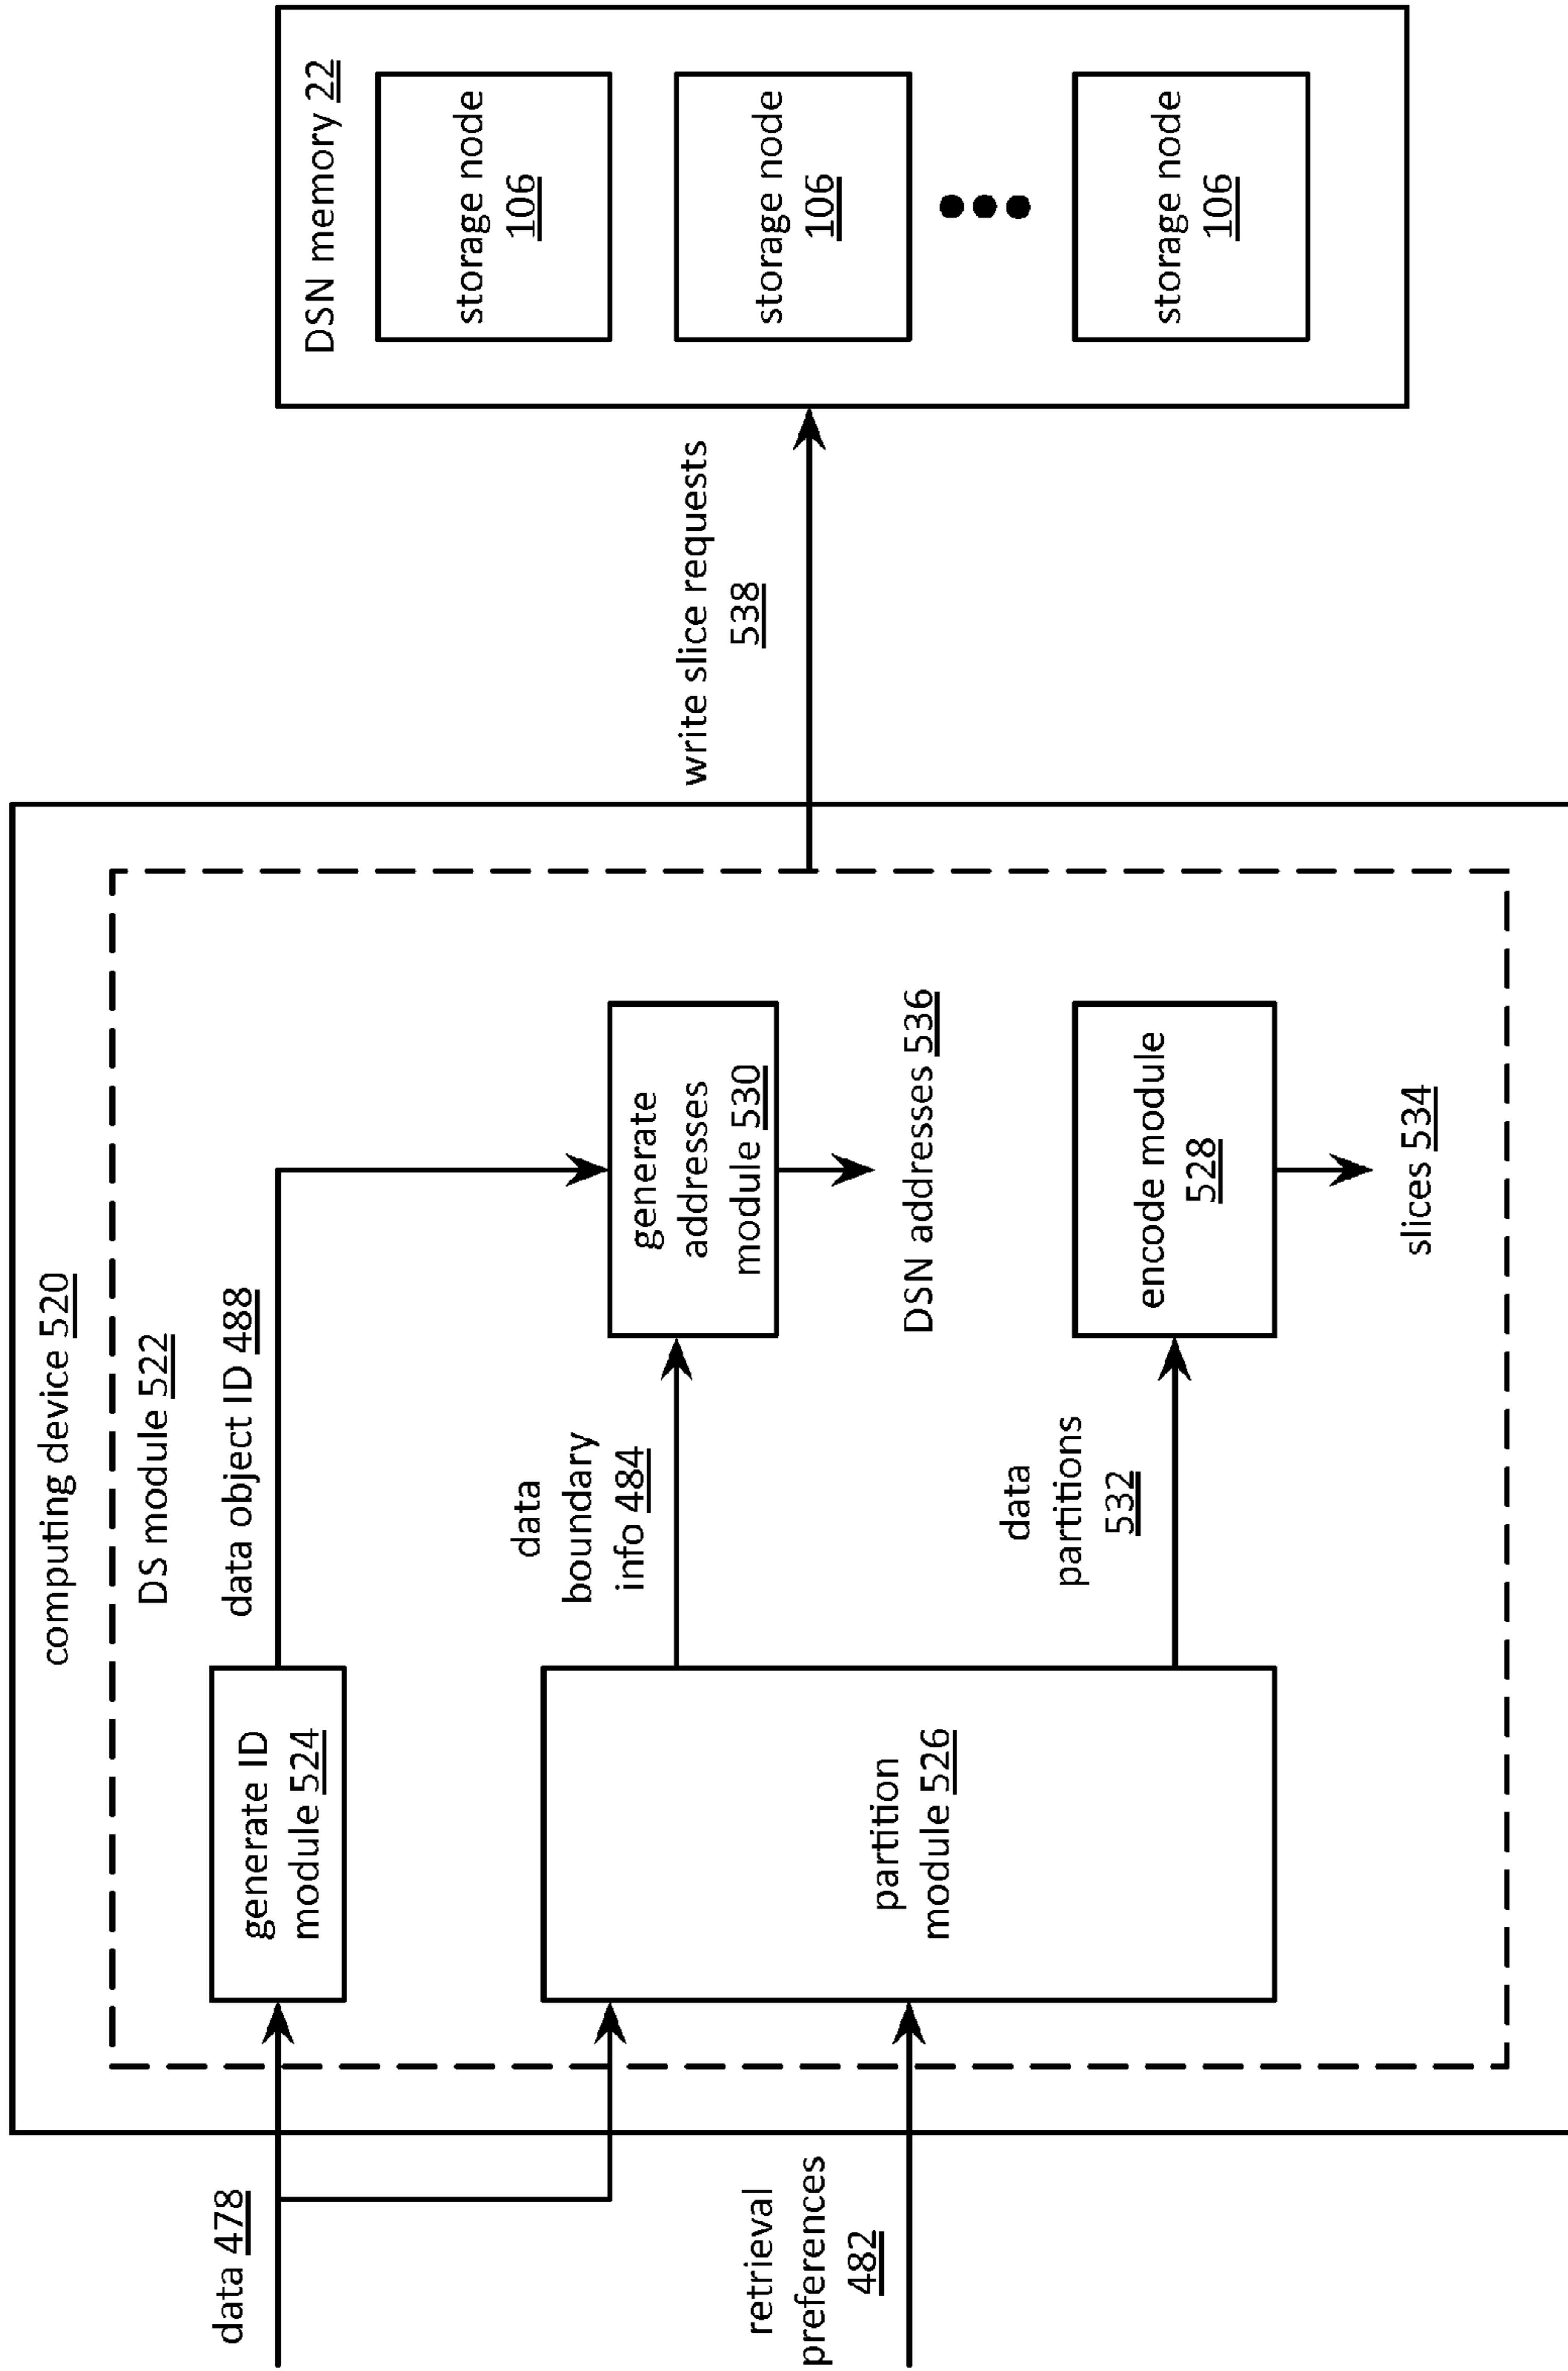 computing device 520
DS module 522
data 478
generate ID
module 524
data object ID 488
retrieval
preferences
482
partition
module 526
data
boundary
info 484
generate
addresses
module 530
DSN addresses 536
data
partitions
532
encode module
528
slices 534
write slice requests
538
DSN memory 22
storage node
106
storage node
106
storage node
106